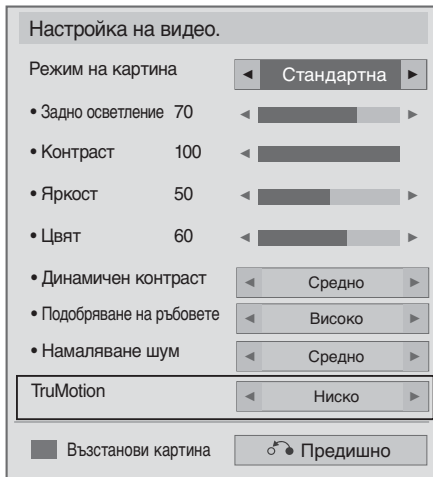 Настройка на видео.
Режим на картина ◄ Стандартна ►
• Задно осветление 70
• Контраст 100
• Яркост 50
• Цвят 60
• Динамичен контраст ◄ Средно ►
• Подобряване на ръбовете ◄ Високо ►
• Намаляване шум ◄ Средно ►
TruMotion ◄ Ниско ►
Възстанови картина Предишно